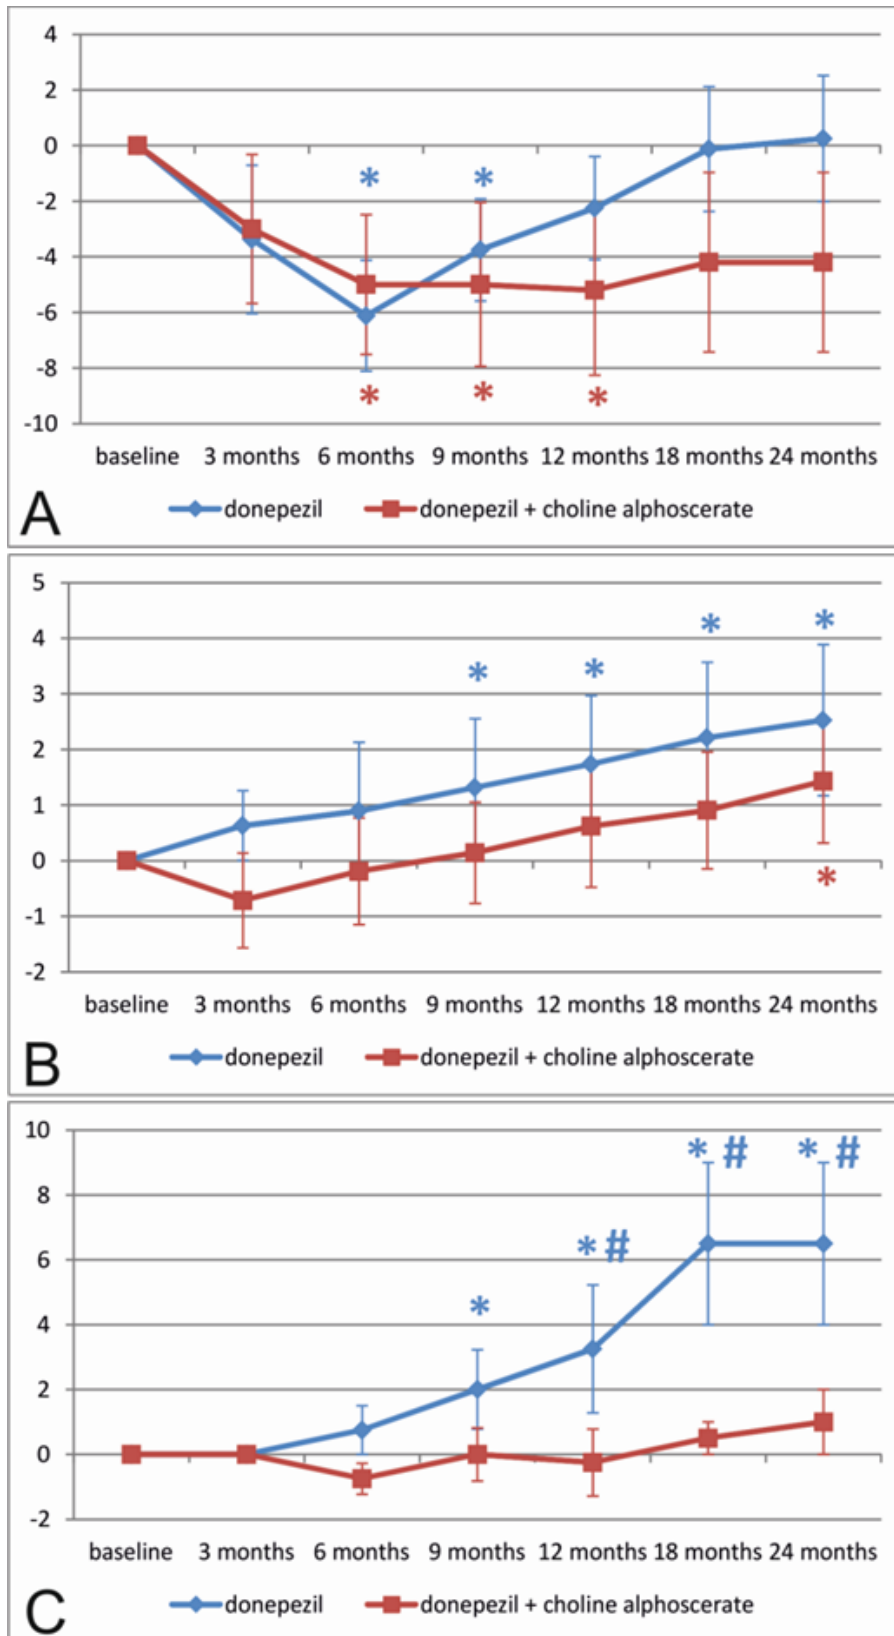 4
2
0
-2
-4
-6
-8
-10
* *
* * *
baseline 3 months 6 months 9 months 12 months 18 months 24 months
A
donepezil donepezil + choline alphoscerate
5
4
3
2
1
0
-1
-2
* * * *
*
baseline 3 months 6 months 9 months 12 months 18 months 24 months
B
donepezil donepezil + choline alphoscerate
10
8
6
4
2
0
-2
* *# *# *#
baseline 3 months 6 months 9 months 12 months 18 months 24 months
C
donepezil donepezil + choline alphoscerate